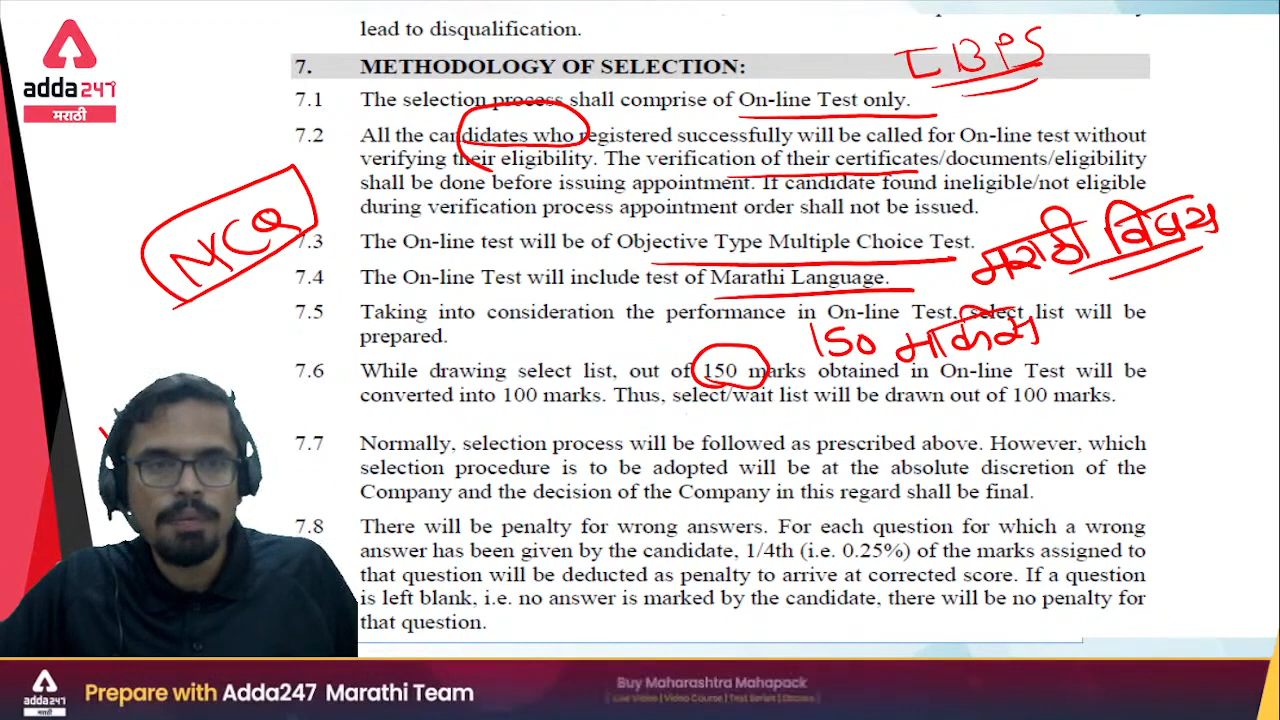 lead to disqualification.
7. METHODOLOGY OF SELECTION:
IBPS
adda247
मराठी
7.1 The selection process shall comprise of On-line Test only.
7.2 All the candidates who registered successfully will be called for On-line test without
verifying their eligibility. The verification of their certificates/documents/eligibility
shall be done before issuing appointment. If candidate found ineligible/not eligible
during verification process appointment order shall not be issued.
MCQ
7.3 The On-line test will be of Objective Type Multiple Choice Test.
मराठी विषय
7.4 The On-line Test will include test of Marathi Language.
7.5 Taking into consideration the performance in On-line Test, select list will be
prepared.
150 मार्कस
7.6 While drawing select list, out of 150 marks obtained in On-line Test will be
converted into 100 marks. Thus, select/wait list will be drawn out of 100 marks.
7.7 Normally, selection process will be followed as prescribed above. However, which
selection procedure is to be adopted will be at the absolute discretion of the
Company and the decision of the Company in this regard shall be final.
7.8 There will be penalty for wrong answers. For each question for which a wrong
answer has been given by the candidate, 1/4th (i.e. 0.25%) of the marks assigned to
that question will be deducted as penalty to arrive at corrected score. If a question
is left blank, i.e. no answer is marked by the candidate, there will be no penalty for
that question.
adda247
मराठी
Prepare with Adda247 Marathi Team
Buy Maharashtra Mahapack
Live Video | Video Course | Test Series | Ebooks